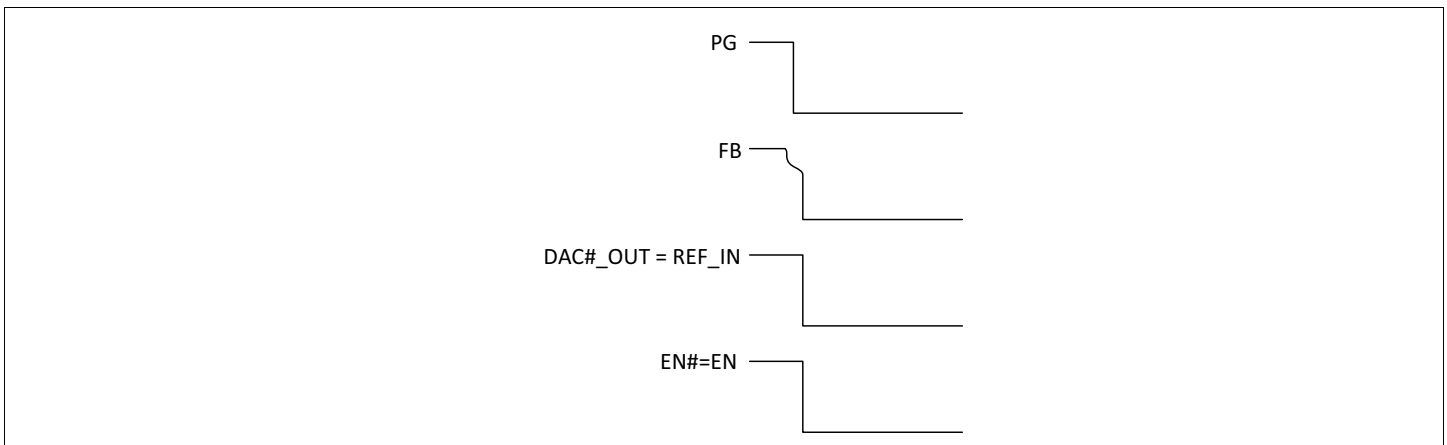 PG
FB
DAC#_OUT = REF_IN
EN#=EN